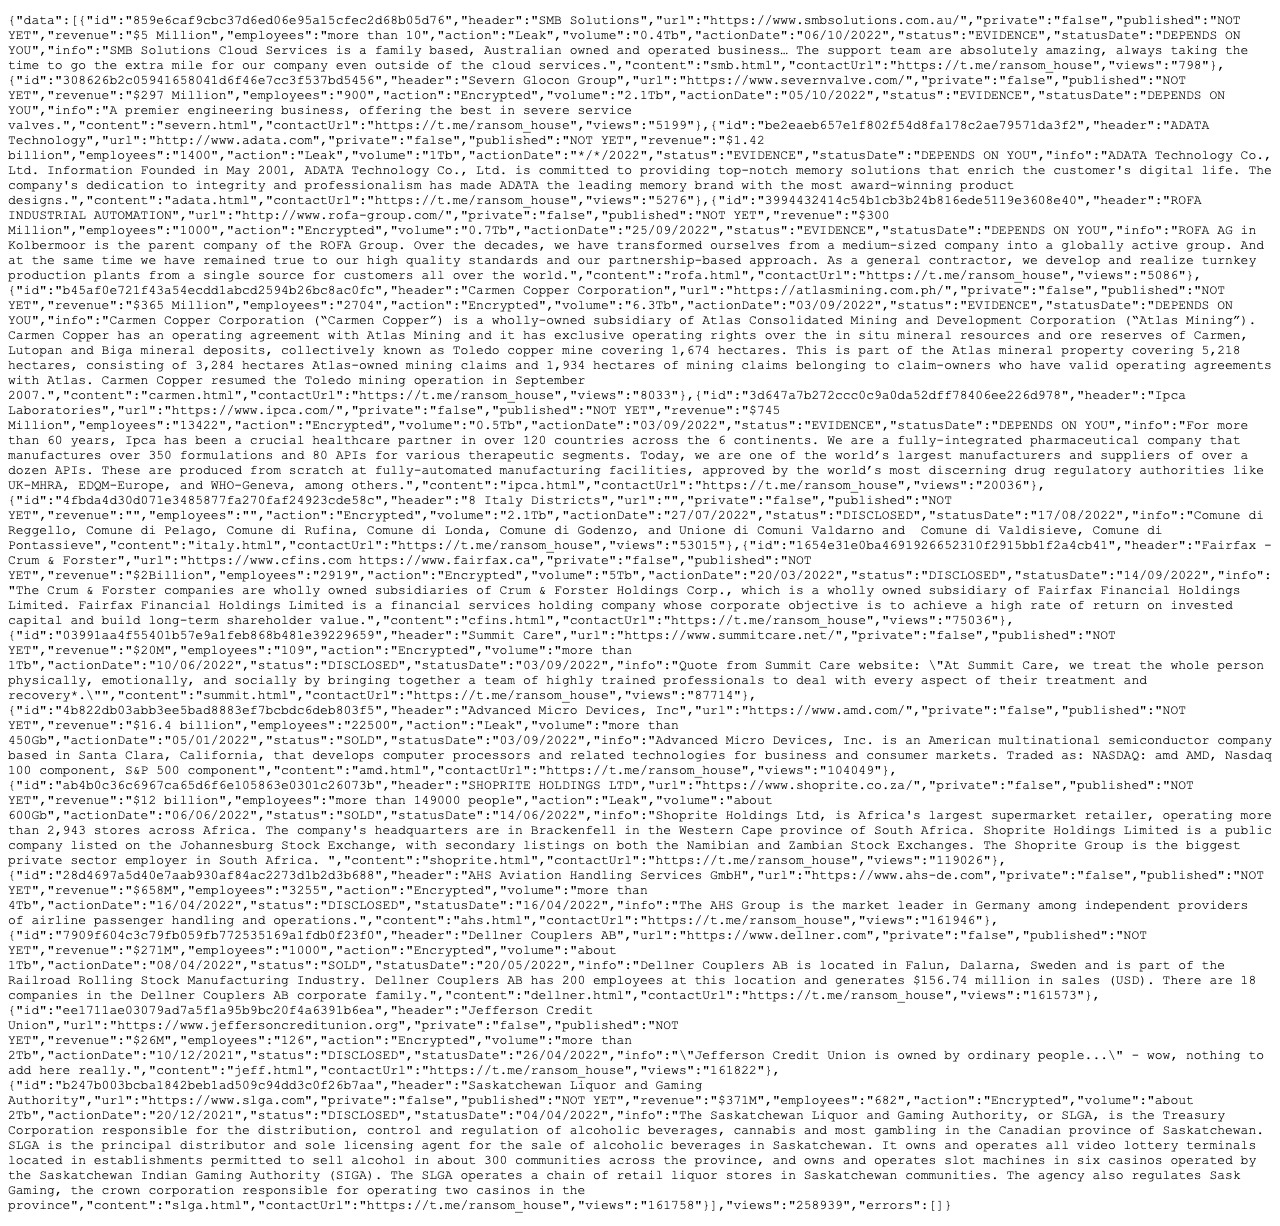 {"data":[{"id":"859e6caf9cbc37d6ed06e95a15cfec2d68b05d76","header":"SMB Solutions","url":"https://www.smbsolutions.com.au/","private":"false","published":"NOT
YET","revenue":"$5 Million","employees":"more than 10","action":"Leak","volume":"0.4Tb","actionDate":"06/10/2022","status":"EVIDENCE","statusDate":"DEPENDS ON
YOU","info":"SMB Solutions Cloud Services is a family based, Australian owned and operated business… The support team are absolutely amazing, always taking the
time to go the extra mile for our company even outside of the cloud services.","content":"smb.html","contactUrl":"https://t.me/ransom_house","views":"798"},
{"id":"308626b2c05941658041d6f46e7cc3f537bd5456","header":"Severn Glocon Group","url":"https://www.severnvalve.com/","private":"false","published":"NOT
YET","revenue":"$297 Million","employees":"900","action":"Encrypted","volume":"2.1Tb","actionDate":"05/10/2022","status":"EVIDENCE","statusDate":"DEPENDS ON
YOU","info":"A premier engineering business, offering the best in severe service
valves.","content":"severn.html","contactUrl":"https://t.me/ransom_house","views":"5199"},{"id":"be2eaeb657e1f802f54d8fa178c2ae79571da3f2","header":"ADATA
Technology","url":"http://www.adata.com","private":"false","published":"NOT YET","revenue":"$1.42
billion","employees":"1400","action":"Leak","volume":"1Tb","actionDate":"*/*/2022","status":"EVIDENCE","statusDate":"DEPENDS ON YOU","info":"ADATA Technology Co.,
Ltd. Information Founded in May 2001, ADATA Technology Co., Ltd. is committed to providing top-notch memory solutions that enrich the customer's digital life. The
company's dedication to integrity and professionalism has made ADATA the leading memory brand with the most award-winning product
designs.","content":"adata.html","contactUrl":"https://t.me/ransom_house","views":"5276"},{"id":"3994432414c54b1cb3b24b816ede5119e3608e40","header":"ROFA
INDUSTRIAL AUTOMATION","url":"http://www.rofa-group.com/","private":"false","published":"NOT YET","revenue":"$300
Million","employees":"1000","action":"Encrypted","volume":"0.7Tb","actionDate":"25/09/2022","status":"EVIDENCE","statusDate":"DEPENDS ON YOU","info":"ROFA AG in
Kolbermoor is the parent company of the ROFA Group. Over the decades, we have transformed ourselves from a medium-sized company into a globally active group. And
at the same time we have remained true to our high quality standards and our partnership-based approach. As a general contractor, we develop and realize turnkey
production plants from a single source for customers all over the world.","content":"rofa.html","contactUrl":"https://t.me/ransom_house","views":"5086"},
{"id":"b45af0e721f43a54ecdd1abcd2594b26bc8ac0fc","header":"Carmen Copper Corporation","url":"https://atlasmining.com.ph/","private":"false","published":"NOT
YET","revenue":"$365 Million","employees":"2704","action":"Encrypted","volume":"6.3Tb","actionDate":"03/09/2022","status":"EVIDENCE","statusDate":"DEPENDS ON
YOU","info":"Carmen Copper Corporation (“Carmen Copper”) is a wholly-owned subsidiary of Atlas Consolidated Mining and Development Corporation (“Atlas Mining”).
Carmen Copper has an operating agreement with Atlas Mining and it has exclusive operating rights over the in situ mineral resources and ore reserves of Carmen,
Lutopan and Biga mineral deposits, collectively known as Toledo copper mine covering 1,674 hectares. This is part of the Atlas mineral property covering 5,218
hectares, consisting of 3,284 hectares Atlas-owned mining claims and 1,934 hectares of mining claims belonging to claim-owners who have valid operating agreements
with Atlas. Carmen Copper resumed the Toledo mining operation in September
2007.","content":"carmen.html","contactUrl":"https://t.me/ransom_house","views":"8033"},{"id":"3d647a7b272ccc0c9a0da52dff78406ee226d978","header":"Ipca
Laboratories","url":"https://www.ipca.com/","private":"false","published":"NOT YET","revenue":"$745
Million","employees":"13422","action":"Encrypted","volume":"0.5Tb","actionDate":"03/09/2022","status":"EVIDENCE","statusDate":"DEPENDS ON YOU","info":"For more
than 60 years, Ipca has been a crucial healthcare partner in over 120 countries across the 6 continents. We are a fully-integrated pharmaceutical company that
manufactures over 350 formulations and 80 APIs for various therapeutic segments. Today, we are one of the world’s largest manufacturers and suppliers of over a
dozen APIs. These are produced from scratch at fully-automated manufacturing facilities, approved by the world’s most discerning drug regulatory authorities like
UK-MHRA, EDQM-Europe, and WHO-Geneva, among others.","content":"ipca.html","contactUrl":"https://t.me/ransom_house","views":"20036"},
{"id":"4fbda4d30d071e3485877fa270faf24923cde58c","header":"8 Italy Districts","url":"","private":"false","published":"NOT
YET","revenue":"","employees":"","action":"Encrypted","volume":"2.1Tb","actionDate":"27/07/2022","status":"DISCLOSED","statusDate":"17/08/2022","info":"Comune di
Reggello, Comune di Pelago, Comune di Rufina, Comune di Londa, Comune di Godenzo, and Unione di Comuni Valdarno and  Comune di Valdisieve, Comune di
Pontassieve","content":"italy.html","contactUrl":"https://t.me/ransom_house","views":"53015"},{"id":"1654e31e0ba4691926652310f2915bb1f2a4cb41","header":"Fairfax -
Crum & Forster","url":"https://www.cfins.com https://www.fairfax.ca","private":"false","published":"NOT
YET","revenue":"$2Billion","employees":"2919","action":"Encrypted","volume":"5Tb","actionDate":"20/03/2022","status":"DISCLOSED","statusDate":"14/09/2022","info":
"The Crum & Forster companies are wholly owned subsidiaries of Crum & Forster Holdings Corp., which is a wholly owned subsidiary of Fairfax Financial Holdings
Limited. Fairfax Financial Holdings Limited is a financial services holding company whose corporate objective is to achieve a high rate of return on invested
capital and build long-term shareholder value.","content":"cfins.html","contactUrl":"https://t.me/ransom_house","views":"75036"},
{"id":"03991aa4f55401b57e9a1feb868b481e39229659","header":"Summit Care","url":"https://www.summitcare.net/","private":"false","published":"NOT
YET","revenue":"$20M","employees":"109","action":"Encrypted","volume":"more than
1Tb","actionDate":"10/06/2022","status":"DISCLOSED","statusDate":"03/09/2022","info":"Quote from Summit Care website: \"At Summit Care, we treat the whole person
physically, emotionally, and socially by bringing together a team of highly trained professionals to deal with every aspect of their treatment and
recovery*.\"","content":"summit.html","contactUrl":"https://t.me/ransom_house","views":"87714"},
{"id":"4b822db03abb3ee5bad8883ef7bcbdc6deb803f5","header":"Advanced Micro Devices, Inc","url":"https://www.amd.com/","private":"false","published":"NOT
YET","revenue":"$16.4 billion","employees":"22500","action":"Leak","volume":"more than
450Gb","actionDate":"05/01/2022","status":"SOLD","statusDate":"03/09/2022","info":"Advanced Micro Devices, Inc. is an American multinational semiconductor company
based in Santa Clara, California, that develops computer processors and related technologies for business and consumer markets. Traded as: NASDAQ: amd AMD, Nasdaq
100 component, S&P 500 component","content":"amd.html","contactUrl":"https://t.me/ransom_house","views":"104049"},
{"id":"ab4b0c36c6967ca65d6f6e105863e0301c26073b","header":"SHOPRITE HOLDINGS LTD","url":"https://www.shoprite.co.za/","private":"false","published":"NOT
YET","revenue":"$12 billion","employees":"more than 149000 people","action":"Leak","volume":"about
600Gb","actionDate":"06/06/2022","status":"SOLD","statusDate":"14/06/2022","info":"Shoprite Holdings Ltd, is Africa's largest supermarket retailer, operating more
than 2,943 stores across Africa. The company's headquarters are in Brackenfell in the Western Cape province of South Africa. Shoprite Holdings Limited is a public
company listed on the Johannesburg Stock Exchange, with secondary listings on both the Namibian and Zambian Stock Exchanges. The Shoprite Group is the biggest
private sector employer in South Africa. ","content":"shoprite.html","contactUrl":"https://t.me/ransom_house","views":"119026"},
{"id":"28d4697a5d40e7aab930af84ac2273d1b2d3b688","header":"AHS Aviation Handling Services GmbH","url":"https://www.ahs-de.com","private":"false","published":"NOT
YET","revenue":"$658M","employees":"3255","action":"Encrypted","volume":"more than
4Tb","actionDate":"16/04/2022","status":"DISCLOSED","statusDate":"16/04/2022","info":"The AHS Group is the market leader in Germany among independent providers
of airline passenger handling and operations.","content":"ahs.html","contactUrl":"https://t.me/ransom_house","views":"161946"},
{"id":"7909f604c3c79fb059fb772535169a1fdb0f23f0","header":"Dellner Couplers AB","url":"https://www.dellner.com","private":"false","published":"NOT
YET","revenue":"$271M","employees":"1000","action":"Encrypted","volume":"about
1Tb","actionDate":"08/04/2022","status":"SOLD","statusDate":"20/05/2022","info":"Dellner Couplers AB is located in Falun, Dalarna, Sweden and is part of the
Railroad Rolling Stock Manufacturing Industry. Dellner Couplers AB has 200 employees at this location and generates $156.74 million in sales (USD). There are 18
companies in the Dellner Couplers AB corporate family.","content":"dellner.html","contactUrl":"https://t.me/ransom_house","views":"161573"},
{"id":"ee1711ae03079ad7a5f1a95b9bc20f4a6391b6ea","header":"Jefferson Credit
Union","url":"https://www.jeffersoncreditunion.org","private":"false","published":"NOT
YET","revenue":"$26M","employees":"126","action":"Encrypted","volume":"more than
2Tb","actionDate":"10/12/2021","status":"DISCLOSED","statusDate":"26/04/2022","info":"\"Jefferson Credit Union is owned by ordinary people...\" - wow, nothing to
add here really.","content":"jeff.html","contactUrl":"https://t.me/ransom_house","views":"161822"},
{"id":"b247b003bcba1842beb1ad509c94dd3c0f26b7aa","header":"Saskatchewan Liquor and Gaming
Authority","url":"https://www.slga.com","private":"false","published":"NOT YET","revenue":"$371M","employees":"682","action":"Encrypted","volume":"about
2Tb","actionDate":"20/12/2021","status":"DISCLOSED","statusDate":"04/04/2022","info":"The Saskatchewan Liquor and Gaming Authority, or SLGA, is the Treasury
Corporation responsible for the distribution, control and regulation of alcoholic beverages, cannabis and most gambling in the Canadian province of Saskatchewan.
SLGA is the principal distributor and sole licensing agent for the sale of alcoholic beverages in Saskatchewan. It owns and operates all video lottery terminals
located in establishments permitted to sell alcohol in about 300 communities across the province, and owns and operates slot machines in six casinos operated by
the Saskatchewan Indian Gaming Authority (SIGA). The SLGA operates a chain of retail liquor stores in Saskatchewan communities. The agency also regulates Sask
Gaming, the crown corporation responsible for operating two casinos in the
province","content":"slga.html","contactUrl":"https://t.me/ransom_house","views":"161758"}],"views":"258939","errors":[]}